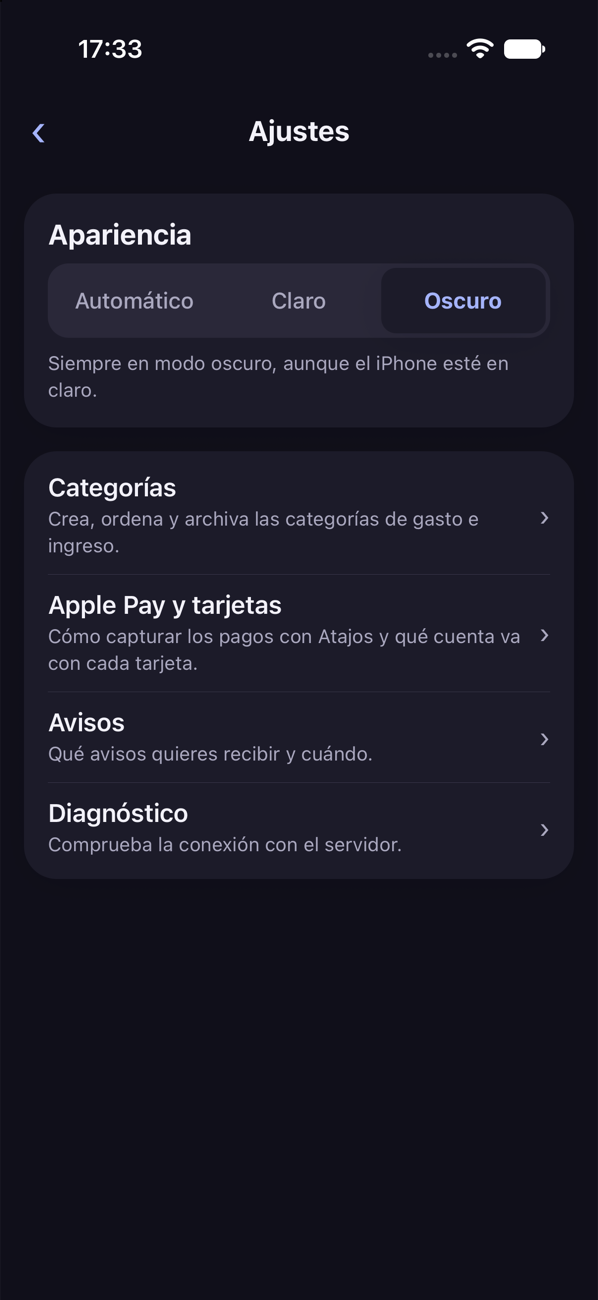 17:33
Ajustes
Apariencia
Automático
Claro
Oscuro
Siempre en modo oscuro, aunque el iPhone esté en
claro.
Categorías
Crea, ordena y archiva las categorías de gasto e
ingreso.
Apple Pay y tarjetas
Cómo capturar los pagos con Atajos y qué cuenta va
con cada tarjeta.
Avisos
Qué avisos quieres recibir y cuándo.
Diagnóstico
Comprueba la conexión con el servidor.